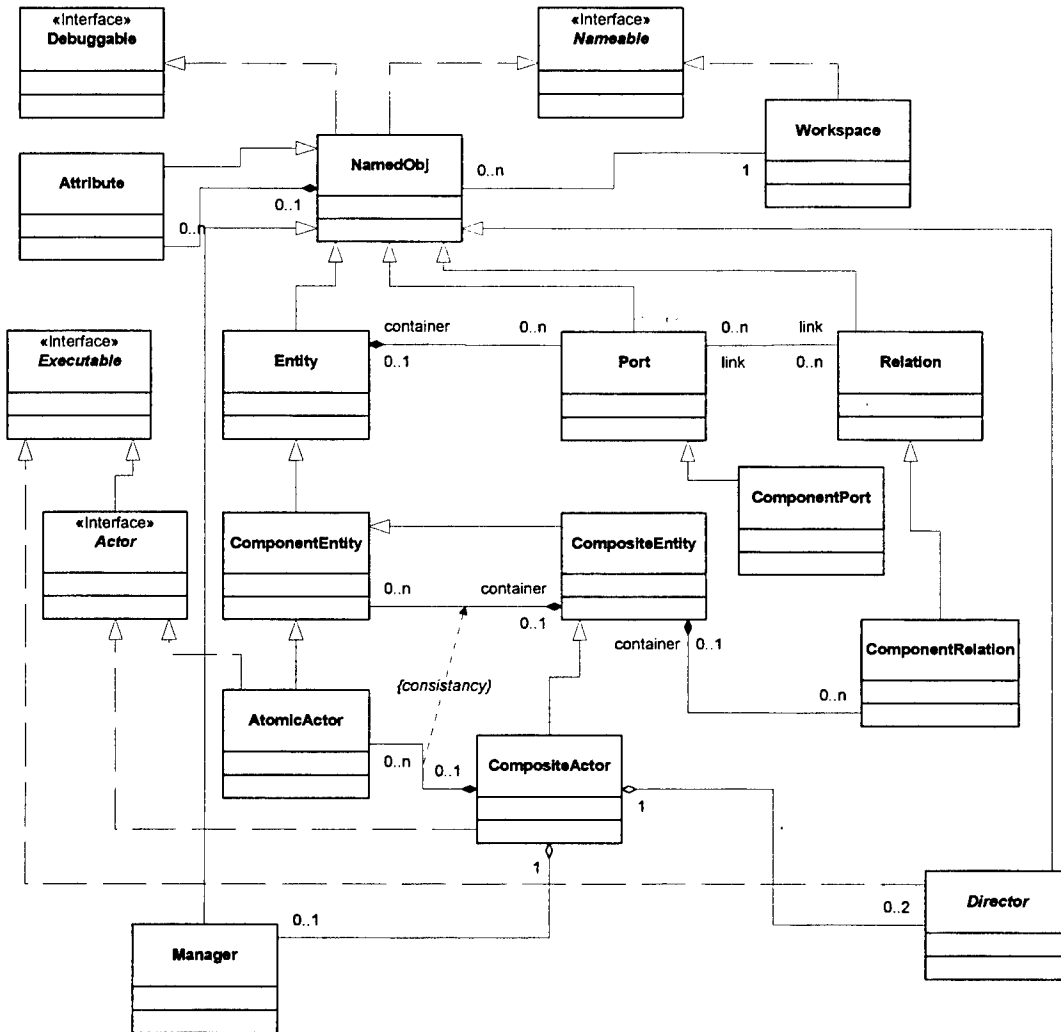 «Interface»
Debuggable
«Interface»
Nameable
Workspace
NamedObj
0..n
1
Attribute
0..1
0..n
container
0..n
0..n
link
«Interface»
Executable
Entity
0..1
Port
link
0..n
Relation
ComponentPort
«Interface»
Actor
ComponentEntity
CompositeEntity
0..n
container
0..1
container
0..1
ComponentRelation
{consistancy}
0..n
AtomicActor
0..n
0..1
CompositeActor
1
1
0..1
0..2
Director
Manager